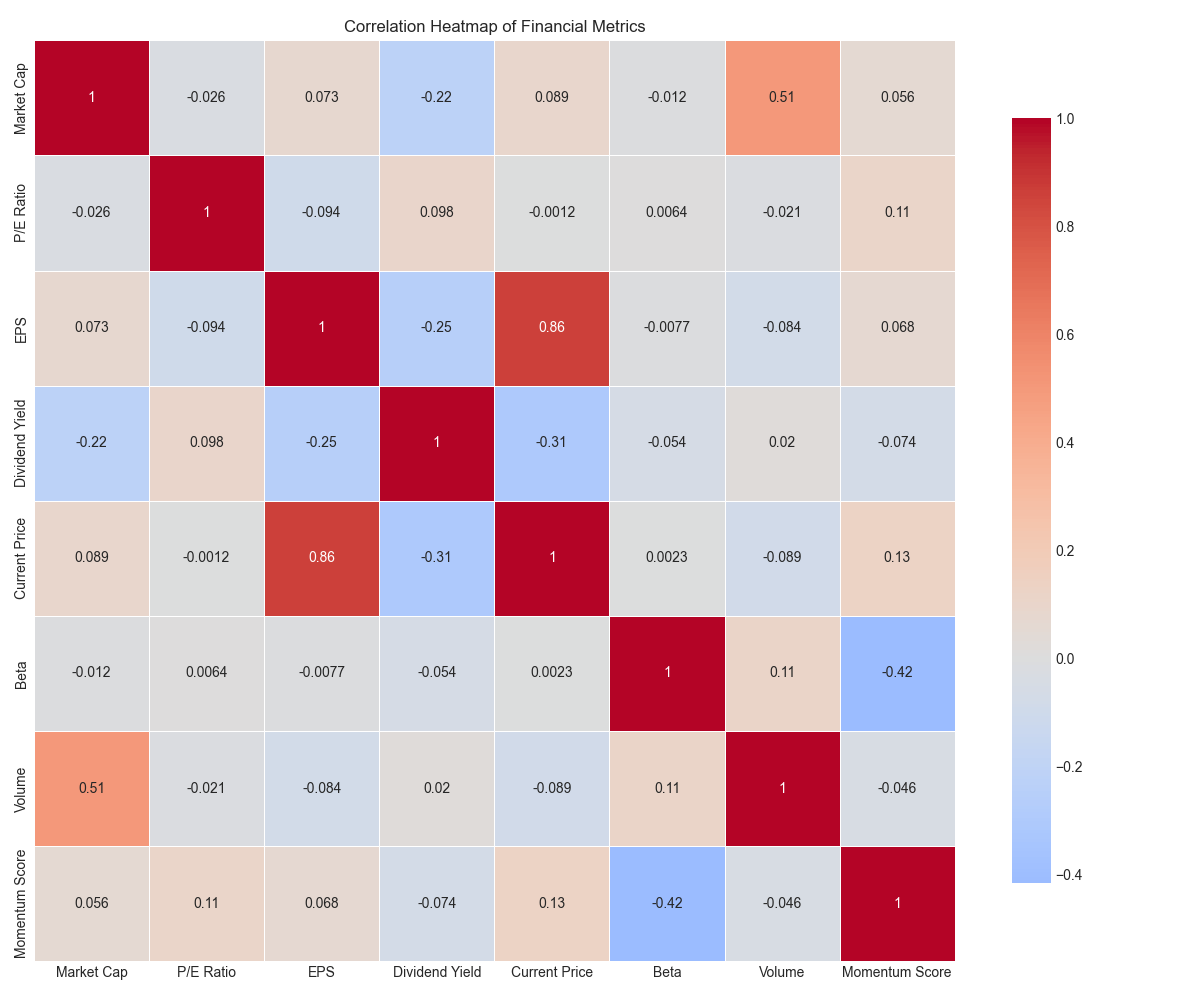 Correlation Heatmap of Financial Metrics
Market Cap 1 -0.026 0.073 -0.22 0.089 -0.012 0.51 0.056
P/E Ratio -0.026 1 -0.094 0.098 -0.0012 0.0064 -0.021 0.11
EPS 0.073 -0.094 1 -0.25 0.86 -0.0077 -0.084 0.068
Dividend Yield -0.22 0.098 -0.25 1 -0.31 -0.054 0.02 -0.074
Current Price 0.089 -0.0012 0.86 -0.31 1 0.0023 -0.089 0.13
Beta -0.012 0.0064 -0.0077 -0.054 0.0023 1 0.11 -0.42
Volume 0.51 -0.021 -0.084 0.02 -0.089 0.11 1 -0.046
Momentum Score 0.056 0.11 0.068 -0.074 0.13 -0.42 -0.046 1
Market Cap P/E Ratio EPS Dividend Yield Current Price Beta Volume Momentum Score
1.0
0.8
0.6
0.4
0.2
0.0
−0.2
−0.4